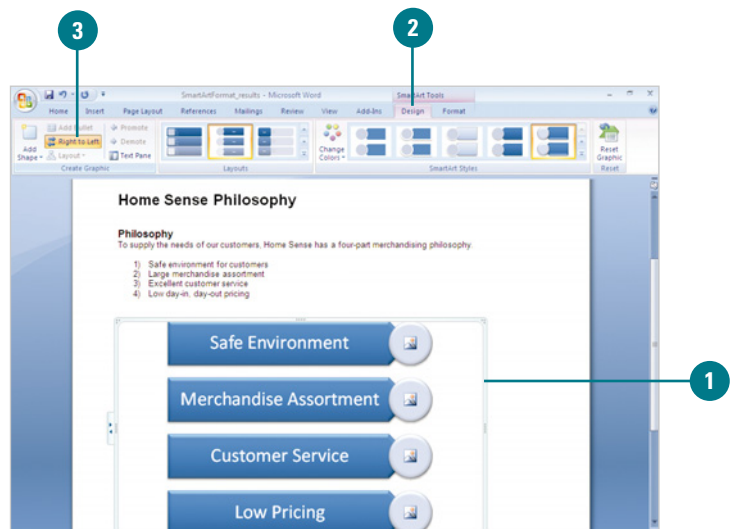 3
2
SmartArtFormat_results - Microsoft Word
SmartArt Tools
Home Insert Page Layout References Mailings Review View Add-Ins Design Format
Add Shape
Add Bullet
Right to Left
Layout
Promote
Demote
Text Pane
Change Colors
Reset Graphic
Create Graphic Layouts SmartArt Styles Reset
Home Sense Philosophy
Philosophy
To supply the needs of our customers, Home Sense has a four-part merchandising philosophy.
1) Safe environment for customers
2) Large merchandise assortment
3) Excellent customer service
4) Low day-in, day-out pricing
Safe Environment
1
Merchandise Assortment
Customer Service
Low Pricing